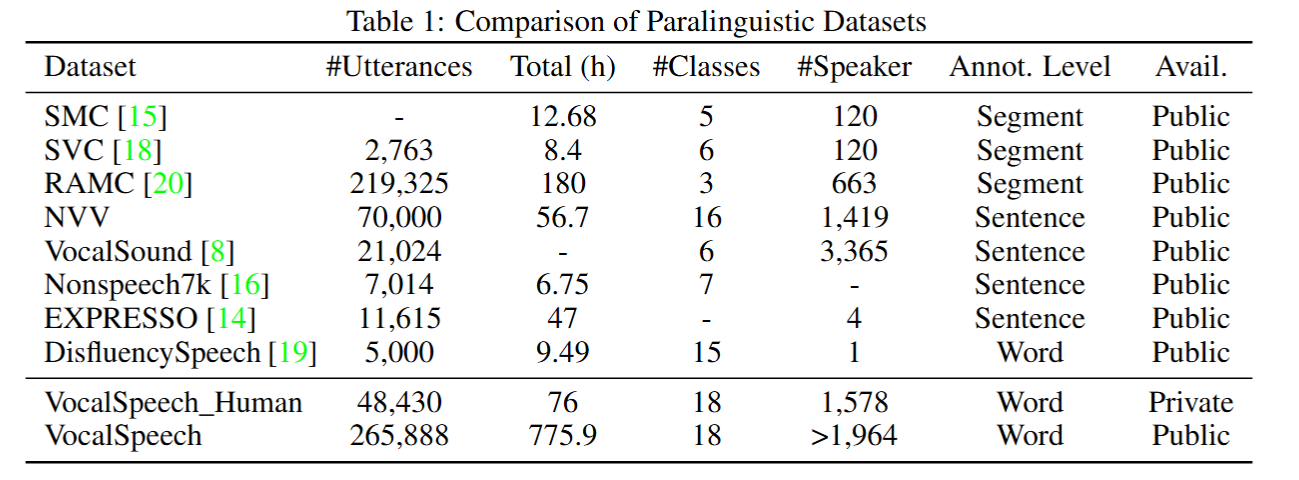 Table 1: Comparison of Paralinguistic Datasets
Dataset #Utterances Total (h) #Classes #Speaker Annot. Level Avail.
SMC [15] - 12.68 5 120 Segment Public
SVC [18] 2,763 8.4 6 120 Segment Public
RAMC [20] 219,325 180 3 663 Segment Public
NVV 70,000 56.7 16 1,419 Sentence Public
VocalSound [8] 21,024 - 6 3,365 Sentence Public
Nonspeech7k [16] 7,014 6.75 7 - Sentence Public
EXPRESSO [14] 11,615 47 - 4 Sentence Public
DisfluencySpeech [19] 5,000 9.49 15 1 Word Public
VocalSpeech_Human 48,430 76 18 1,578 Word Private
VocalSpeech 265,888 775.9 18 >1,964 Word Public